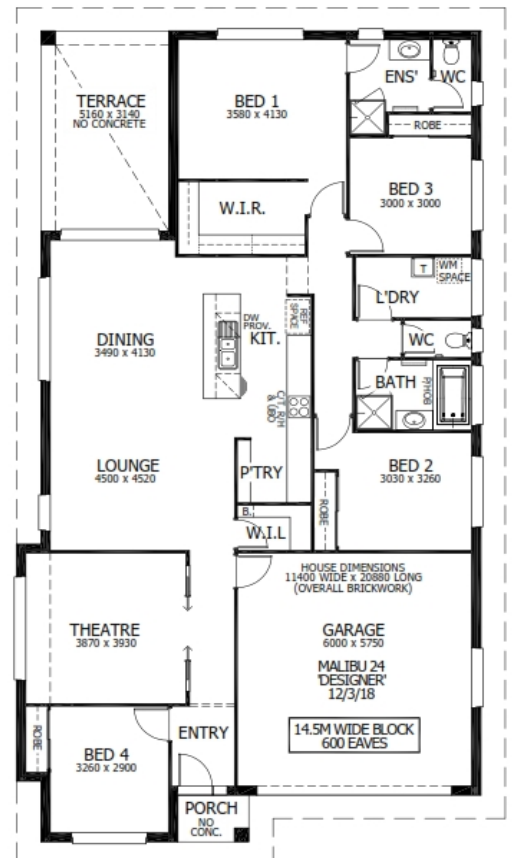 TERRACE
5160 x 3140
NO CONCRETE
BED 1
3580 x 4130
ENS'
WC
ROBE
W.I.R.
BED 3
3000 x 3000
T
WM
SPACE
L'DRY
DINING
3490 x 4130
DW
PROV.
KIT.
REF
SPACE
WC
BATH
P/HOB
C/T, R/H
& UBO
LOUNGE
4500 x 4520
P'TRY
BED 2
3030 x 3260
ROBE
B.
W.I.L
HOUSE DIMENSIONS
11400 WIDE x 20880 LONG
(OVERALL BRICKWORK)
THEATRE
3870 x 3930
GARAGE
6000 x 5750
MALIBU 24
'DESIGNER'
12/3/18
14.5M WIDE BLOCK
600 EAVES
ROBE
BED 4
3260 x 2900
ENTRY
PORCH
NO
CONC.